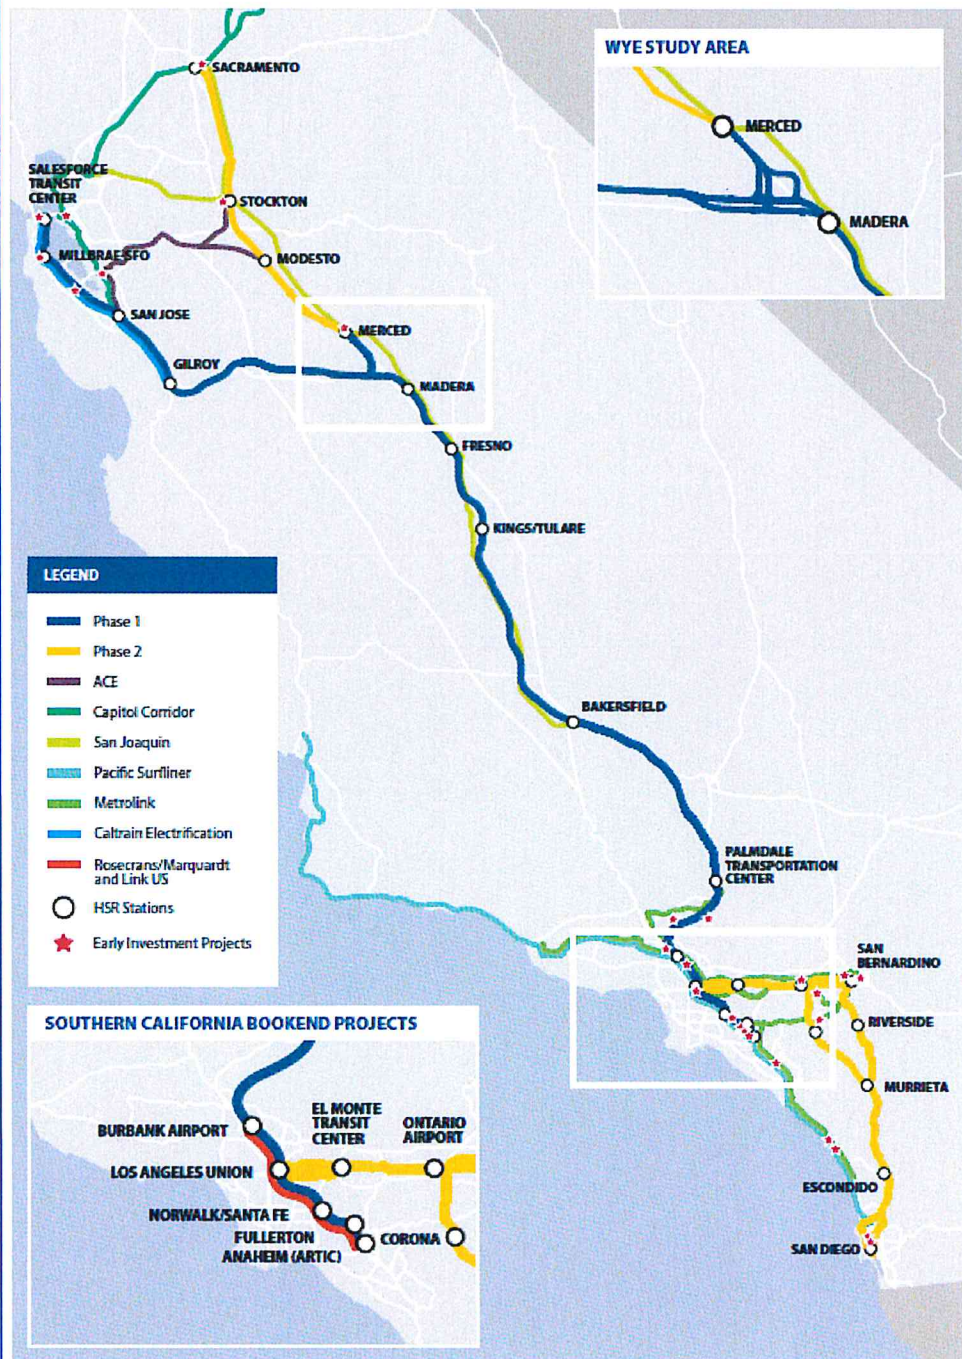 WYE STUDY AREA
MERCED
MADERA
SACRAMENTO
SALESFORCE
TRANSIT
CENTER
STOCKTON
MILLBRAE-SFO
MODESTO
SAN JOSE
MERCED
GILROY
MADERA
FRESNO
KINGS/TULARE
LEGEND
Phase 1
Phase 2
ACE
Capitol Corridor
San Joaquin
Pacific Surfliner
Metrolink
Caltrain Electrification
Rosecrans/Marquardt
and Link US
HSR Stations
Early Investment Projects
BAKERSFIELD
PALMDALE
TRANSPORTATION
CENTER
SAN
BERNARDINO
RIVERSIDE
MURRIETA
ESCONDIDO
SAN DIEGO
SOUTHERN CALIFORNIA BOOKEND PROJECTS
BURBANK AIRPORT
EL MONTE
TRANSIT
CENTER
ONTARIO
AIRPORT
LOS ANGELES UNION
NORWALK/SANTA FE
FULLERTON
CORONA
ANAHEIM (ARTIC)